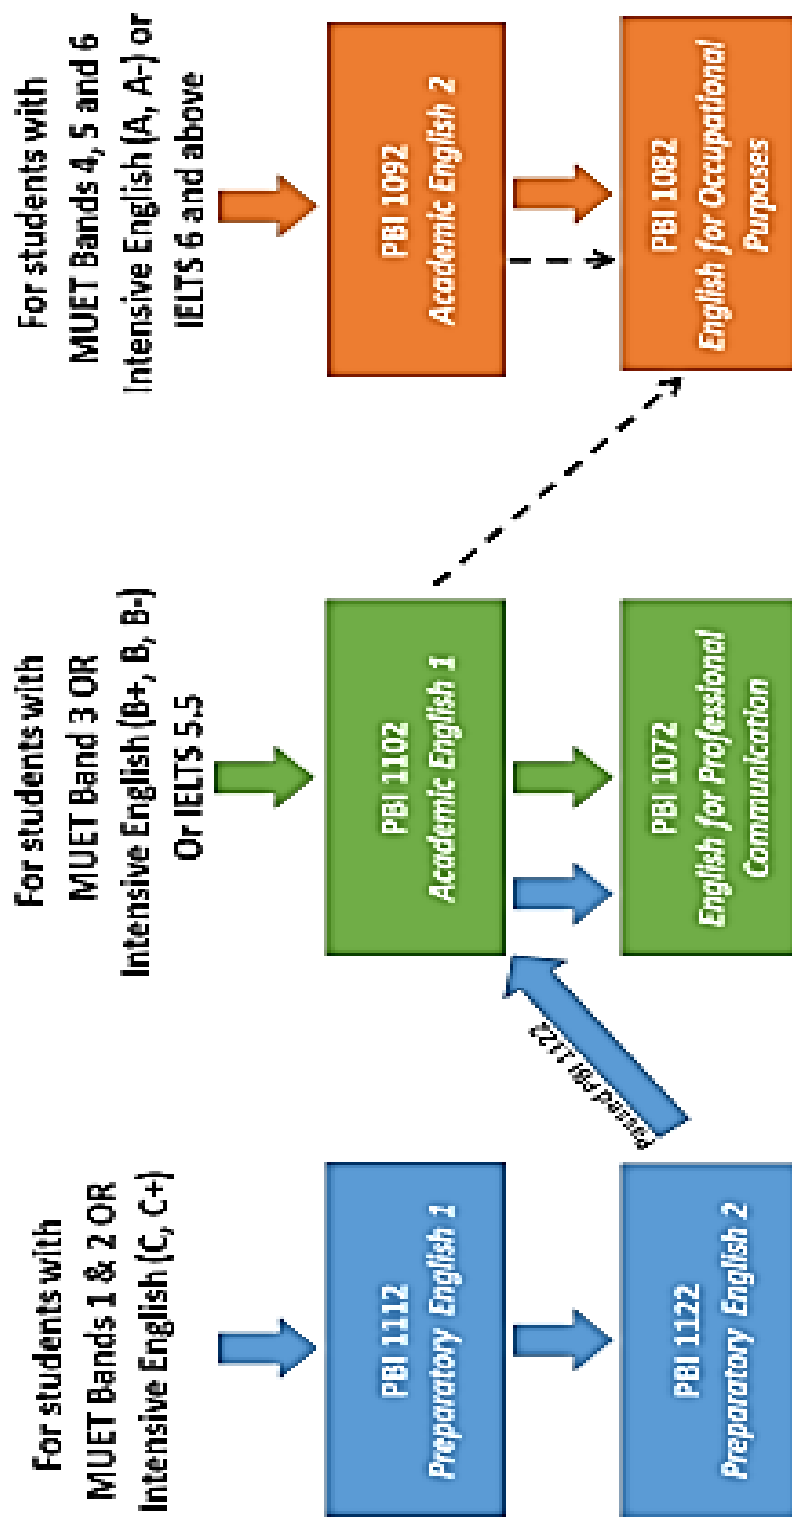 For students with
MUET Bands 1 & 2 OR
Intensive English (C, C+)
PBI 1112
Preparatory English 1
PBI 1122
Preparatory English 2
Passed PBI 1122
For students with
MUET Band 3 OR
Intensive English (B+, B, B-)
Or IELTS 5.5
PBI 1102
Academic English 1
PBI 1072
English for Professional
Communication
For students with
MUET Bands 4, 5 and 6
Intensive English (A, A-) or
IELTS 6 and above
PBI 1092
Academic English 2
PBI 1082
English for Occupational
Purposes